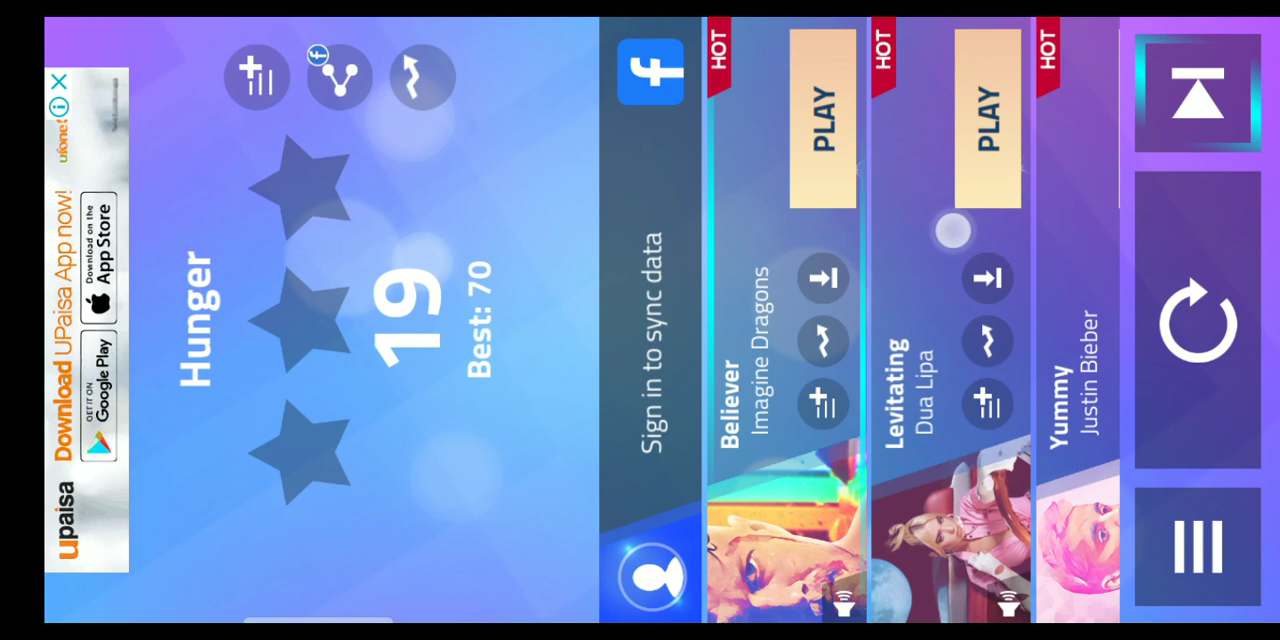 upaisa
Download UPaisa App now!
GET IT ON
Google Play
Download on the
App Store
ufone!
Hunger
19
Best: 70
Sign in to sync data
HOT
Believer
Imagine Dragons
PLAY
HOT
Levitating
Dua Lipa
PLAY
HOT
Yummy
Justin Bieber